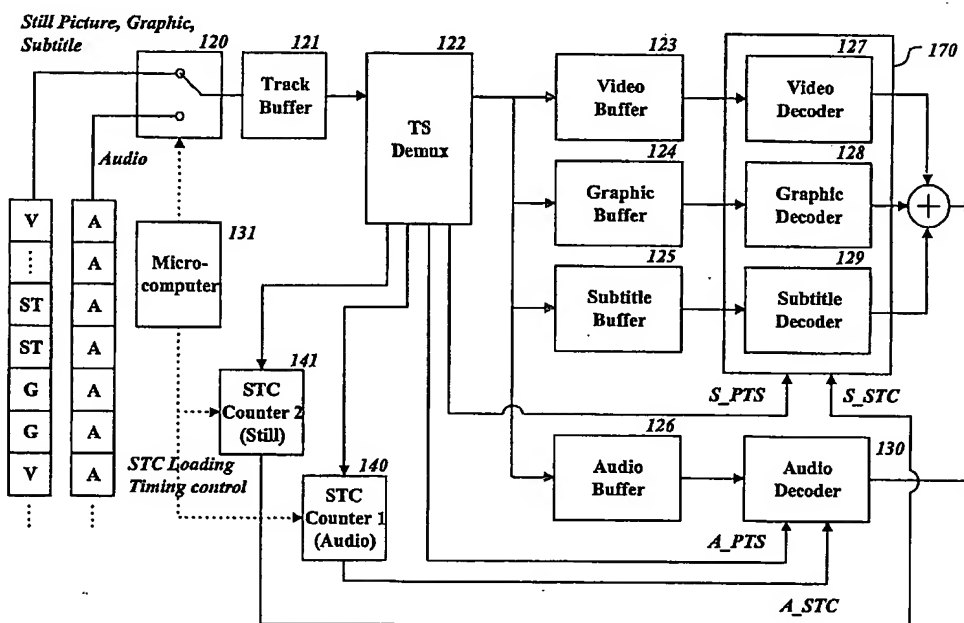 Still Picture, Graphic,
Subtitle
120
121
122
123
127
170
Track
Buffer
TS
Demux
Video
Buffer
Video
Decoder
Audio
124
128
Graphic
Buffer
Graphic
Decoder
V
A
131
125
129
⋮
A
Micro-
computer
Subtitle
Buffer
Subtitle
Decoder
ST
A
ST
A
141
G
A
STC
Counter 2
(Still)
S_PTS
S_STC
G
A
126
130
V
A
STC Loading
Timing control
140
STC
Counter 1
(Audio)
Audio
Buffer
Audio
Decoder
⋮
⋮
A_PTS
A_STC